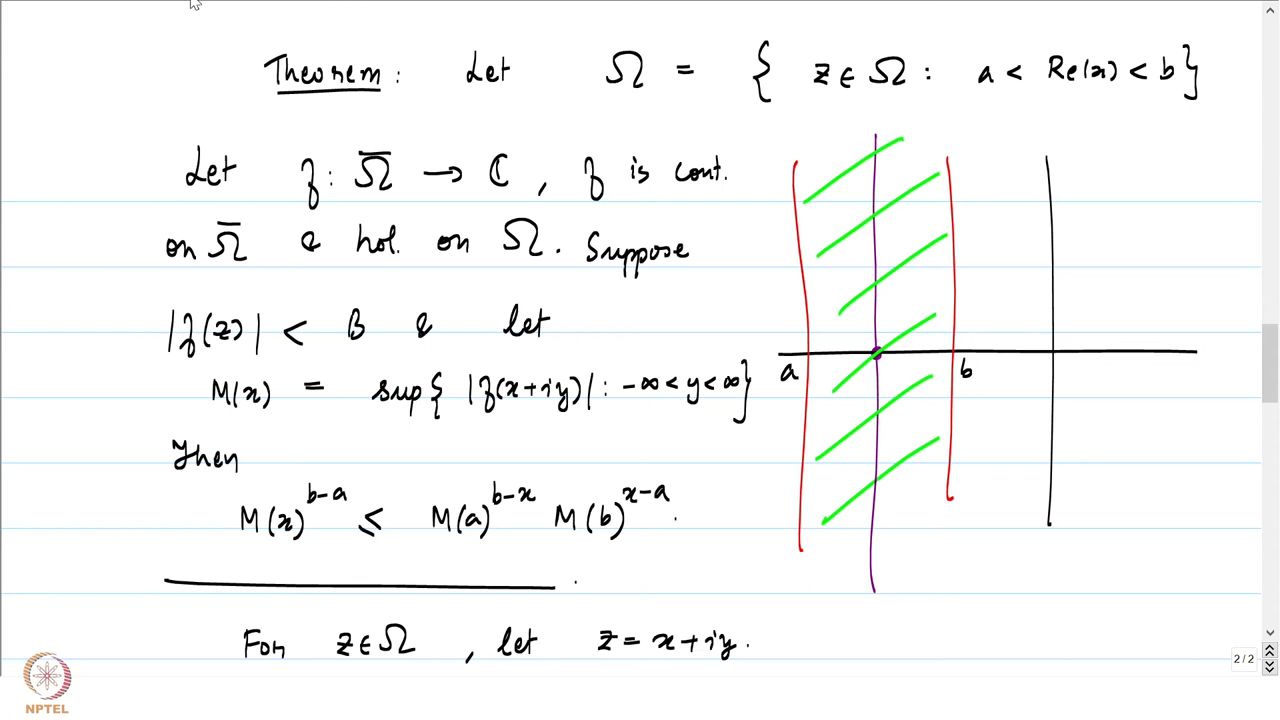 Theorem: Let Ω = { z ∈ Ω : a < Re(x) < b }
Let f : Ω̅ → ℂ , f is cont.
on Ω̅ & hol. on Ω. Suppose
|f(z)| < B & let
M(x) = sup{ |f(x+iy)| : -∞ < y < ∞ }
Then
M(x)^{b-a} ≤ M(a)^{b-x} M(b)^{x-a}.
For z ∈ Ω , let z = x+iy.
a
b
2 / 2
NPTEL